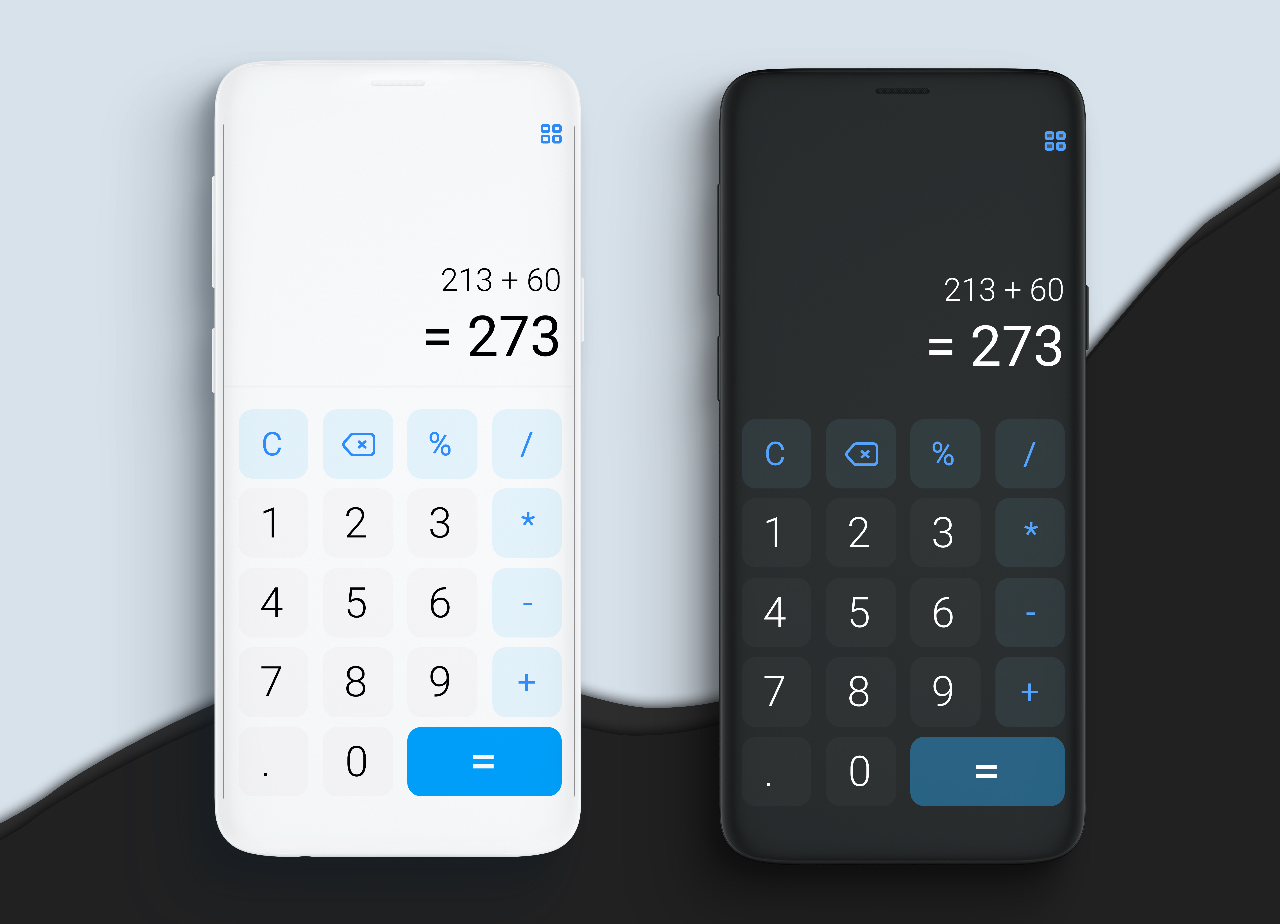 213 + 60
= 273
C % /
1 2 3 *
4 5 6 -
7 8 9 +
. 0 =
213 + 60
= 273
C % /
1 2 3 *
4 5 6 -
7 8 9 +
. 0 =